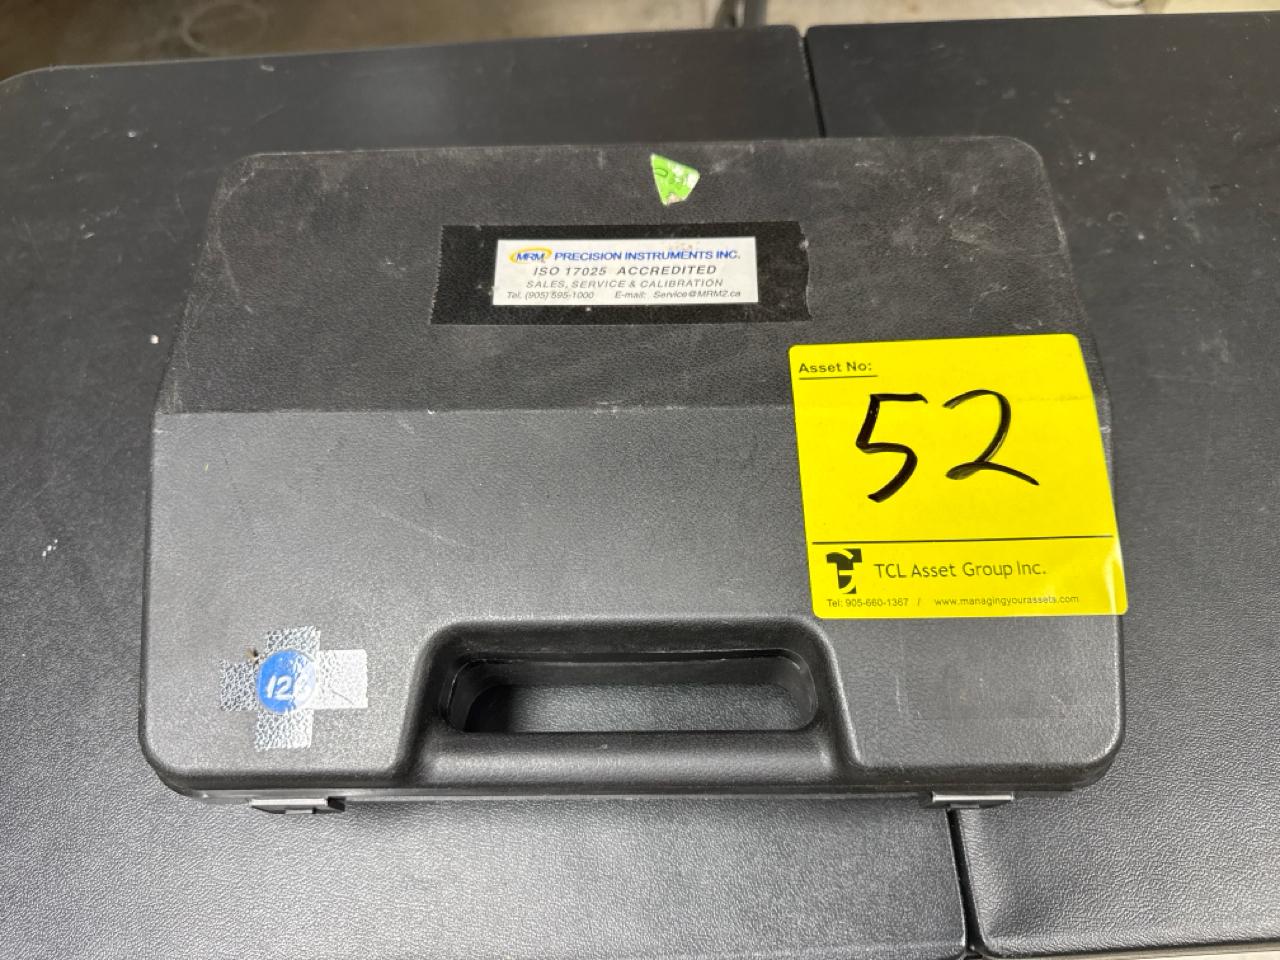 MRM PRECISION INSTRUMENTS INC.
ISO 17025 ACCREDITED
SALES, SERVICE & CALIBRATION
Tel. (905) 595-1000 E-mail: Service@MRM2.ca
Asset No:
52
TCL Asset Group Inc.
Tel: 905-660-1367 / www.managingyourassets.com